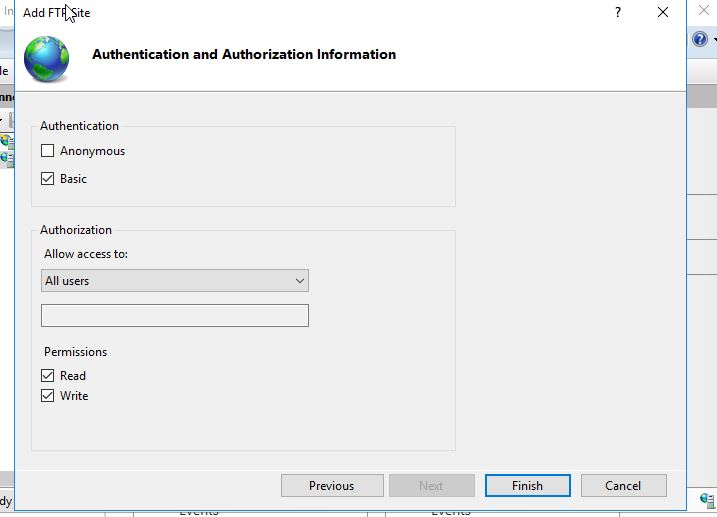 In
Add FTP Site
?
Authentication and Authorization Information
Authentication
Anonymous
Basic
Authorization
Allow access to:
All users
Permissions
Read
Write
Previous
Next
Finish
Cancel